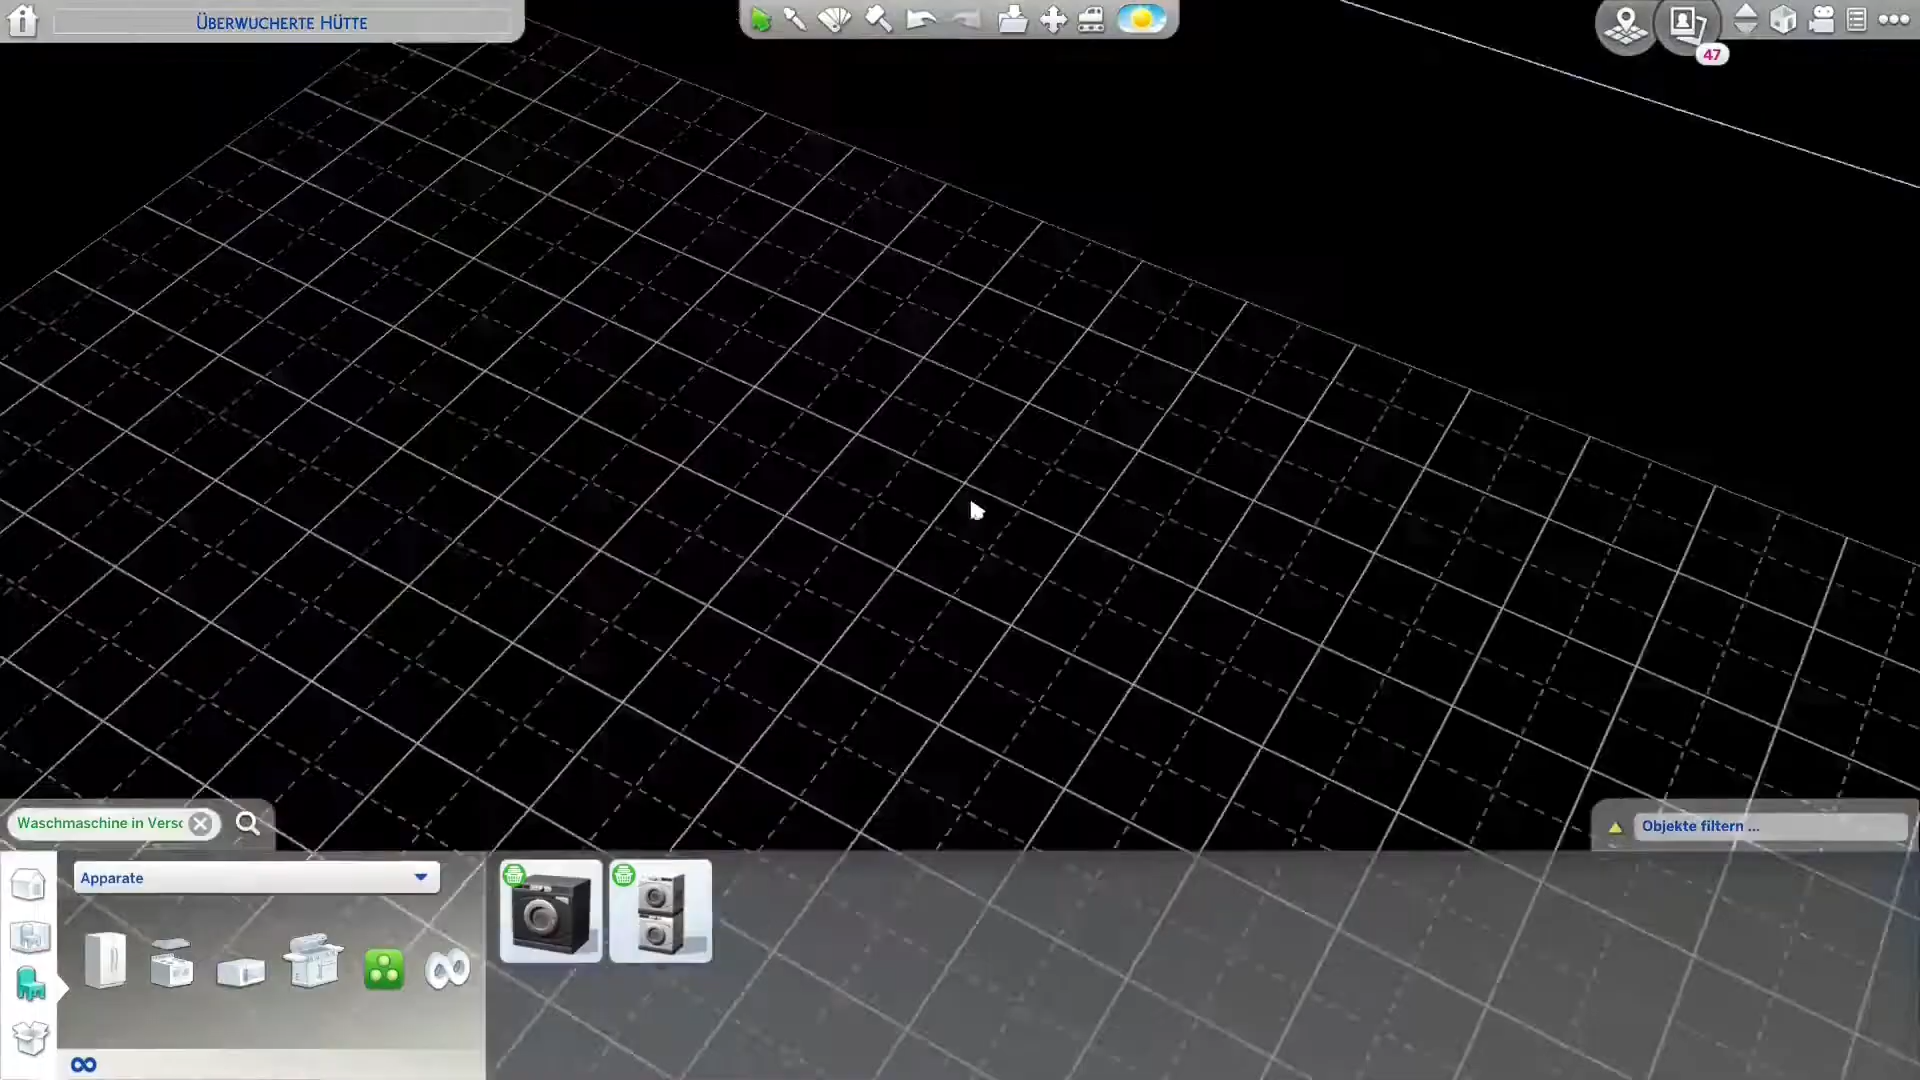 ÜBERWUCHERTE HÜTTE
47
Waschmaschine in Versc
Objekte filtern ...
Apparate